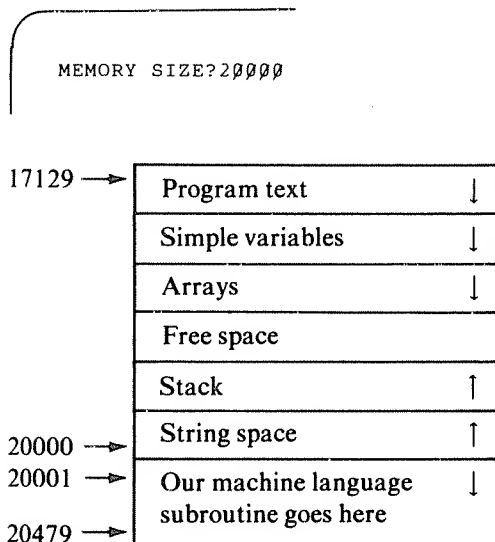 MEMORY SIZE?20000
17129 → Program text ↓
Simple variables ↓
Arrays ↓
Free space
Stack ↑
20000 → String space ↑
20001 → Our machine language ↓
subroutine goes here
20479 →